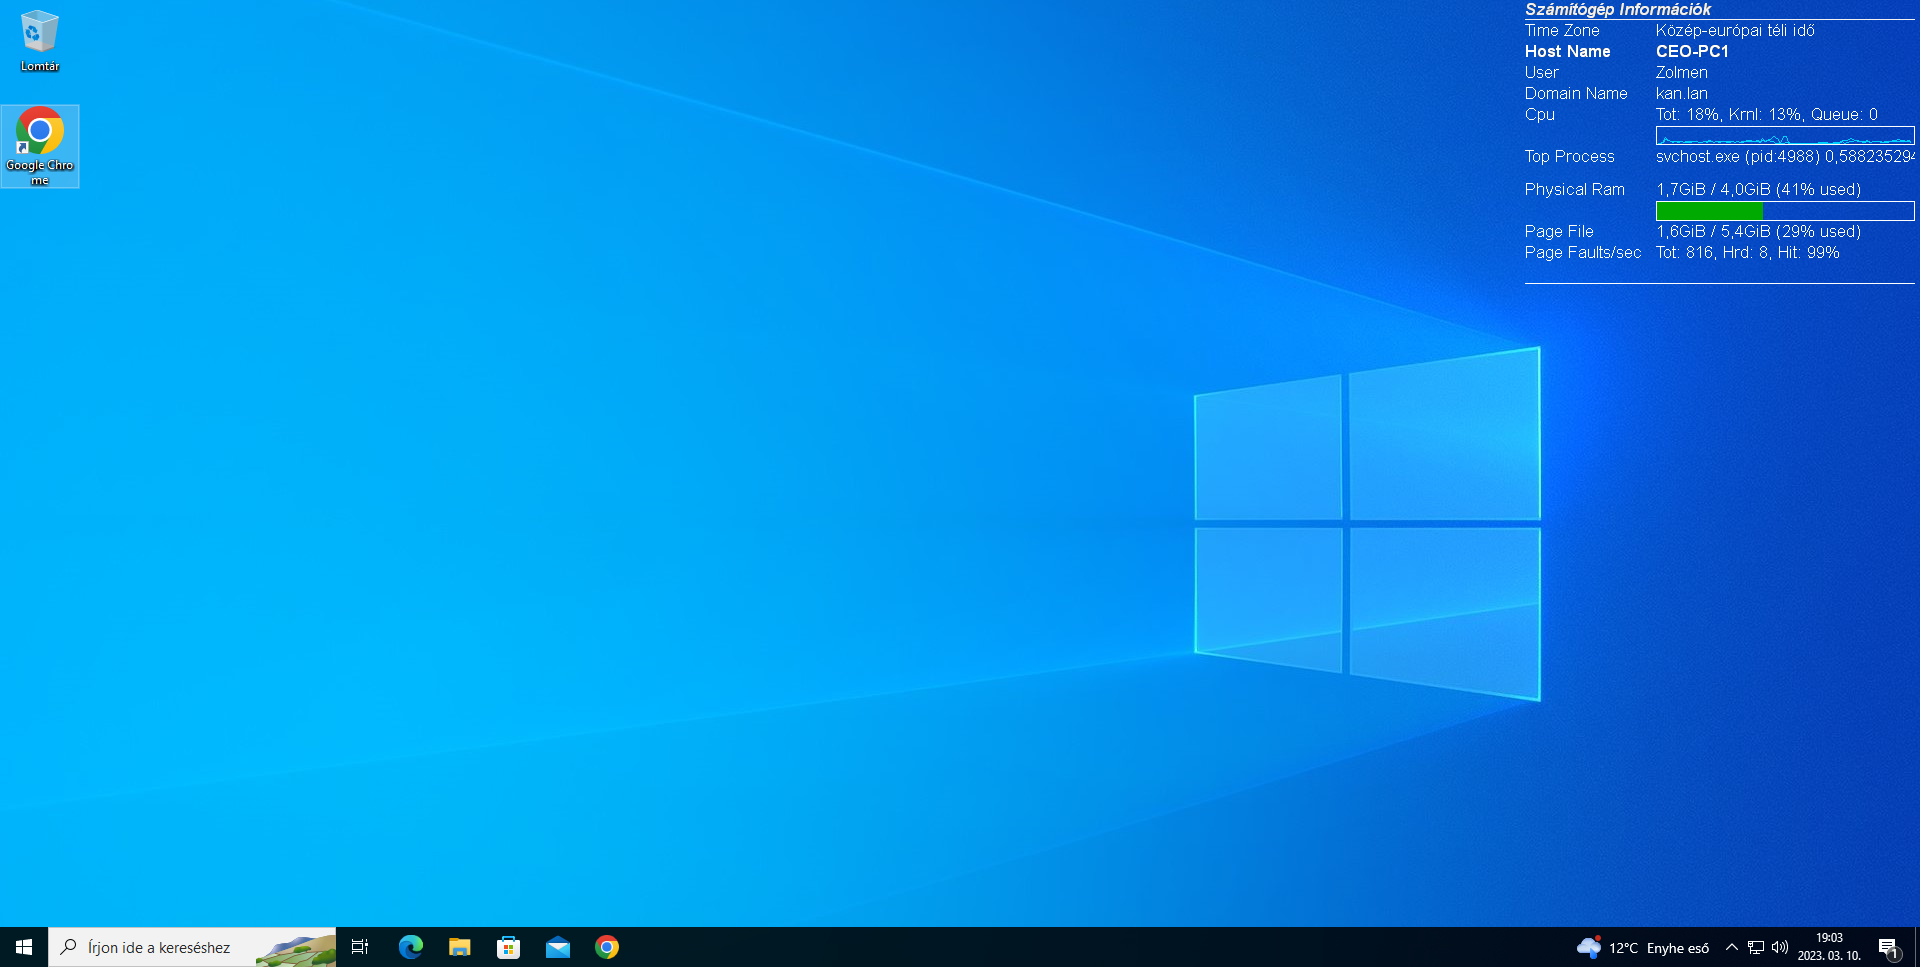 Lomtár
Google Chro
me
Számítógép Információk
Time Zone Közép-európai téli idő
Host Name CEO-PC1
User Zolmen
Domain Name kan.lan
Cpu Tot: 18%, Krnl: 13%, Queue: 0
Top Process svchost.exe (pid:4988) 0,588235294
Physical Ram 1,7GiB / 4,0GiB (41% used)
Page File 1,6GiB / 5,4GiB (29% used)
Page Faults/sec Tot: 816, Hrd: 8, Hit: 99%
Írjon ide a kereséshez
12°C Enyhe eső
19:03
2023. 03. 10.
1